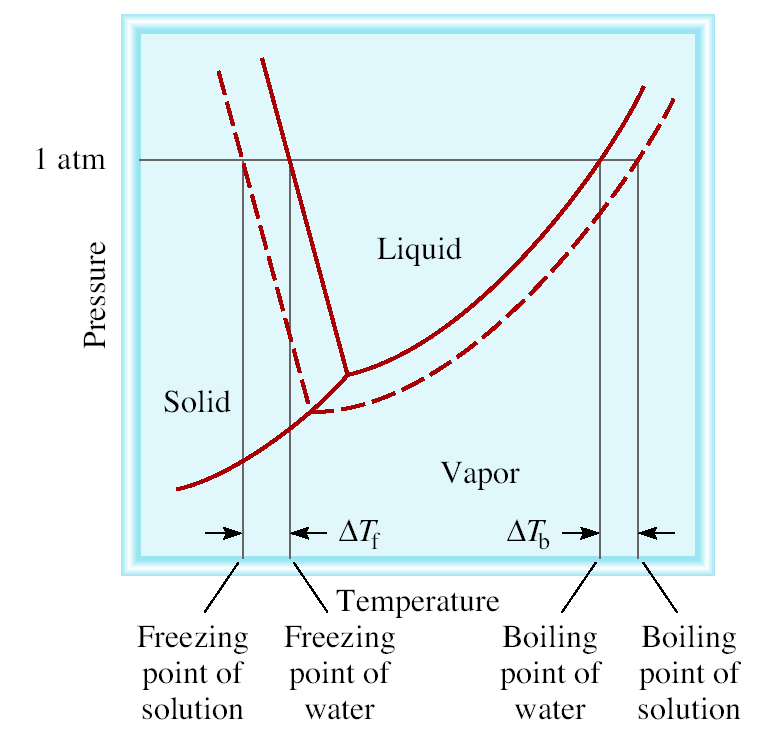 1 atm
Pressure
Liquid
Solid
Vapor
ΔTf
ΔTb
Temperature
Freezing
point of
solution
Freezing
point of
water
Boiling
point of
water
Boiling
point of
solution